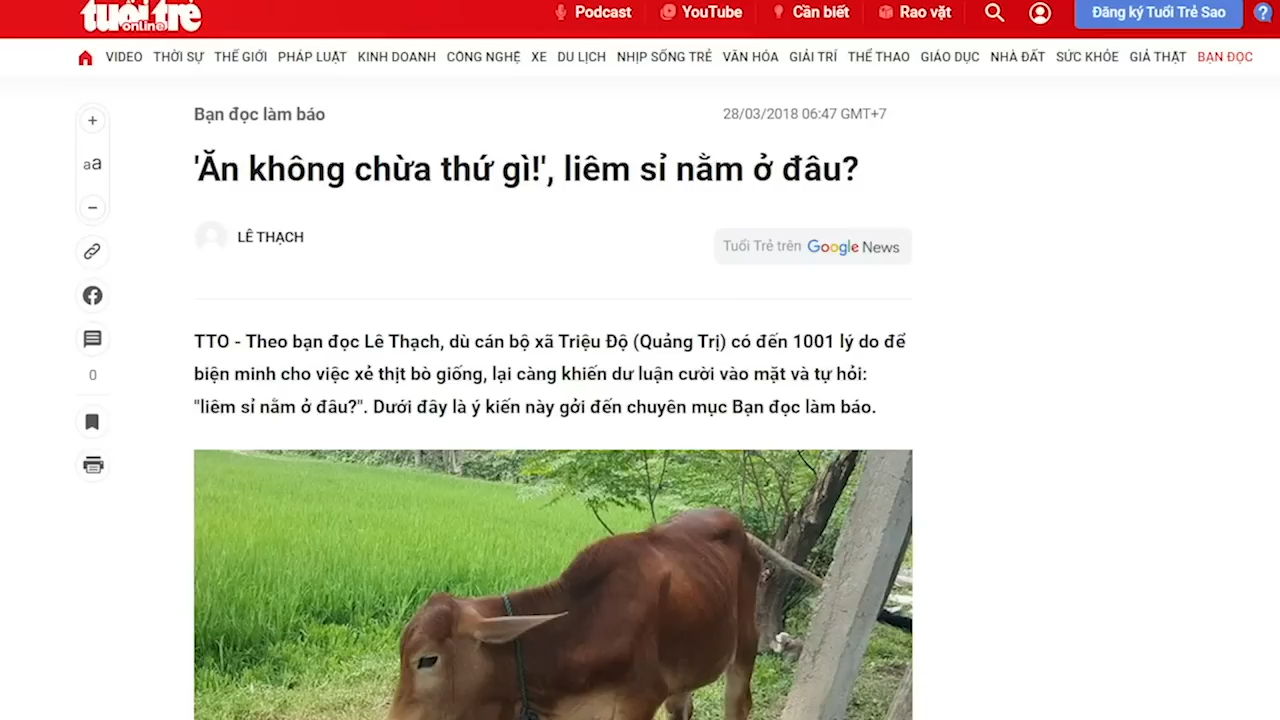 tuổi trẻ
online
Podcast
YouTube
Cần biết
Rao vặt
Đăng ký Tuổi Trẻ Sao
VIDEO THỜI SỰ THẾ GIỚI PHÁP LUẬT KINH DOANH CÔNG NGHỆ XE DU LỊCH NHỊP SỐNG TRẺ VĂN HÓA GIẢI TRÍ THỂ THAO GIÁO DỤC NHÀ ĐẤT SỨC KHỎE GIẢ THẬT BẠN ĐỌC
Bạn đọc làm báo
28/03/2018 06:47 GMT+7
'Ăn không chừa thứ gì!', liêm sỉ nằm ở đâu?
LÊ THẠCH
Tuổi Trẻ trên Google News
+
aa
−
0
TTO - Theo bạn đọc Lê Thạch, dù cán bộ xã Triệu Độ (Quảng Trị) có đến 1001 lý do để
biện minh cho việc xẻ thịt bò giống, lại càng khiến dư luận cười vào mặt và tự hỏi:
"liêm sỉ nằm ở đâu?". Dưới đây là ý kiến này gởi đến chuyên mục Bạn đọc làm báo.